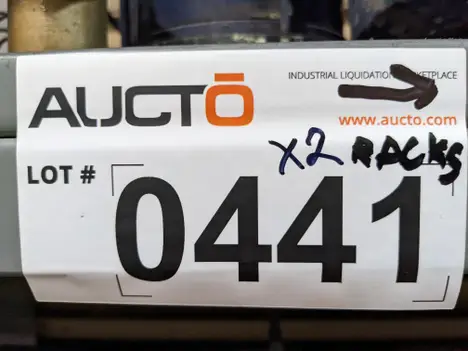 AUCTŌ
INDUSTRIAL LIQUIDATION MARKETPLACE
www.aucto.com
x2 RACKS
LOT #
0441